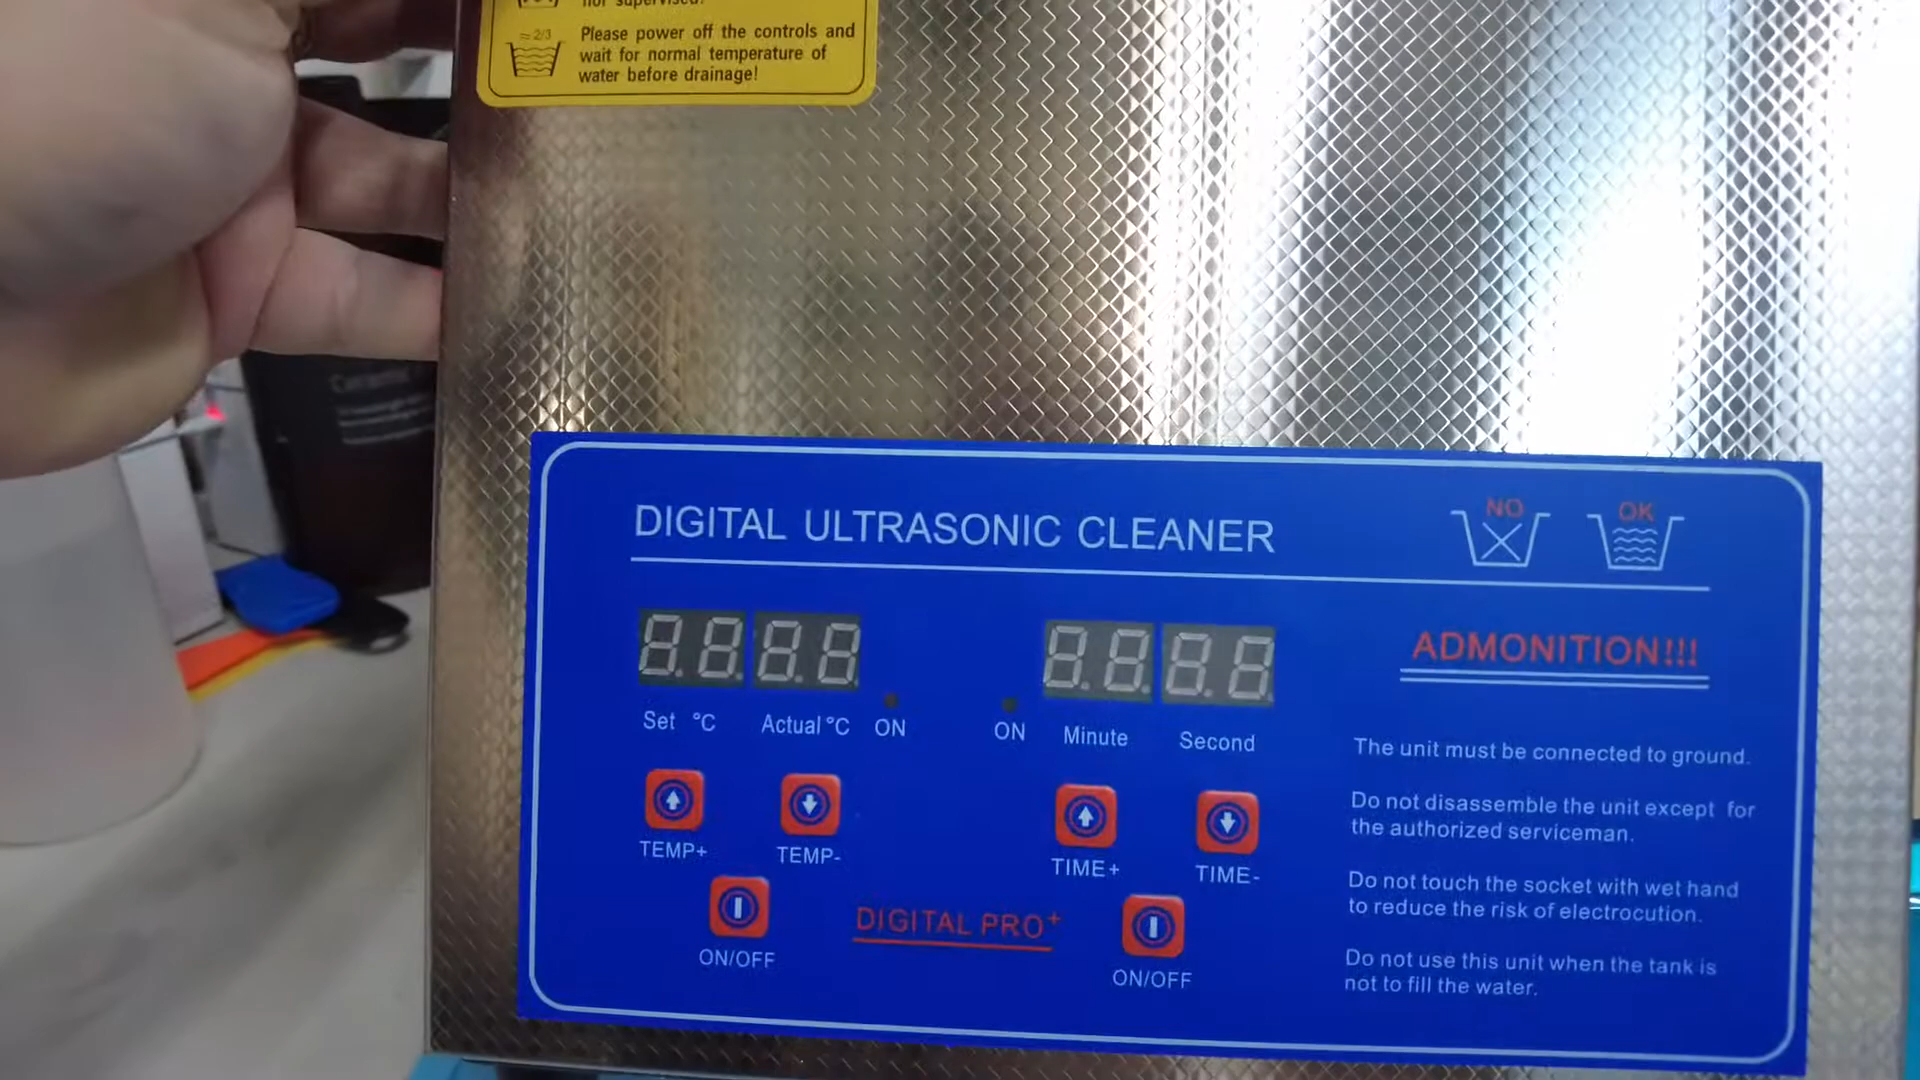 not supervised!
≈ 2/3
Please power off the controls and
wait for normal temperature of
water before drainage!
DIGITAL ULTRASONIC CLEANER
NO
OK
ADMONITION!!!
Set °C
Actual °C
ON
ON
Minute
Second
The unit must be connected to ground.
Do not disassemble the unit except for
the authorized serviceman.
TEMP+
TEMP-
TIME+
TIME-
Do not touch the socket with wet hand
to reduce the risk of electrocution.
DIGITAL PRO+
ON/OFF
ON/OFF
Do not use this unit when the tank is
not to fill the water.